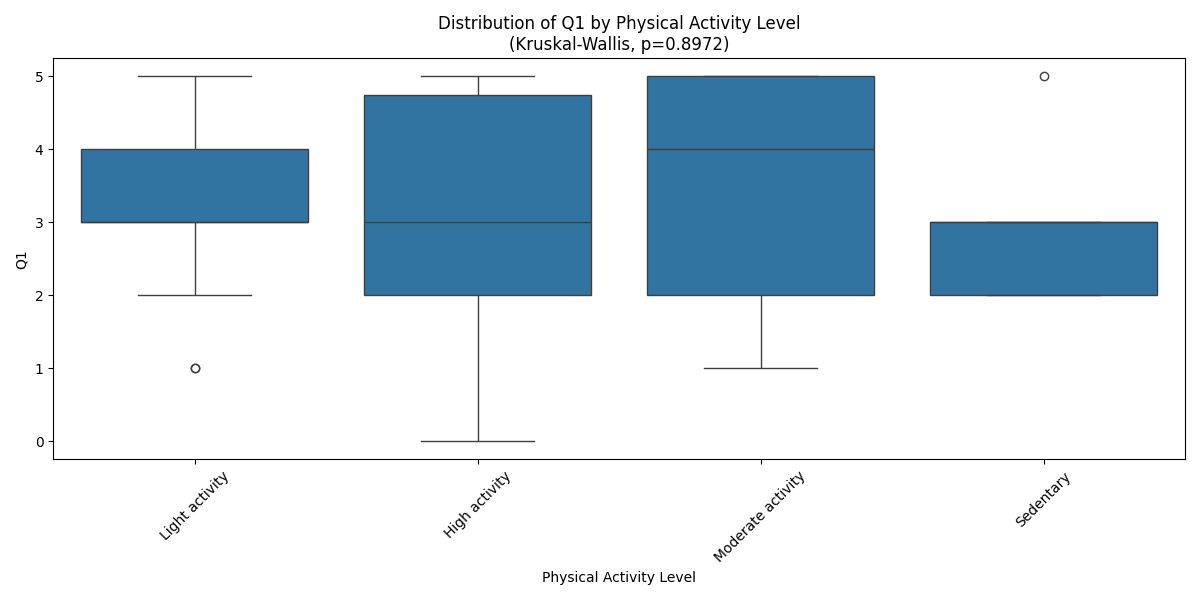 Distribution of Q1 by Physical Activity Level
(Kruskal-Wallis, p=0.8972)
5
4
3
2
1
0
Q1
Light activity
High activity
Moderate activity
Sedentary
Physical Activity Level